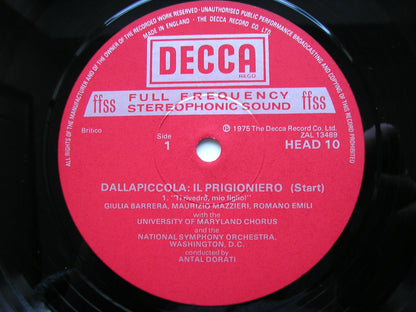 ALL RIGHTS OF THE MANUFACTURER AND OF THE OWNER OF THE RECORDED WORK RESERVED · UNAUTHORISED PUBLIC PERFORMANCE BROADCASTING AND COPYING OF THIS RECORD PROHIBITED
MADE IN ENGLAND · THE DECCA RECORD CO LTD.
DECCA
REGD
ffss FULL FREQUENCY ffss
STEREOPHONIC SOUND
Britico
Side
1
℗ 1975 The Decca Record Co. Ltd.
ZAL 13489
HEAD 10
DALLAPICCOLA: IL PRIGIONIERO (Start)
1. "Ti rivedrò, mio figlio!"
GIULIA BARRERA, MAURIZIO MAZZIERI, ROMANO EMILI
with the
UNIVERSITY OF MARYLAND CHORUS
and the
NATIONAL SYMPHONY ORCHESTRA,
WASHINGTON, D.C.
conducted by
ANTAL DORATI